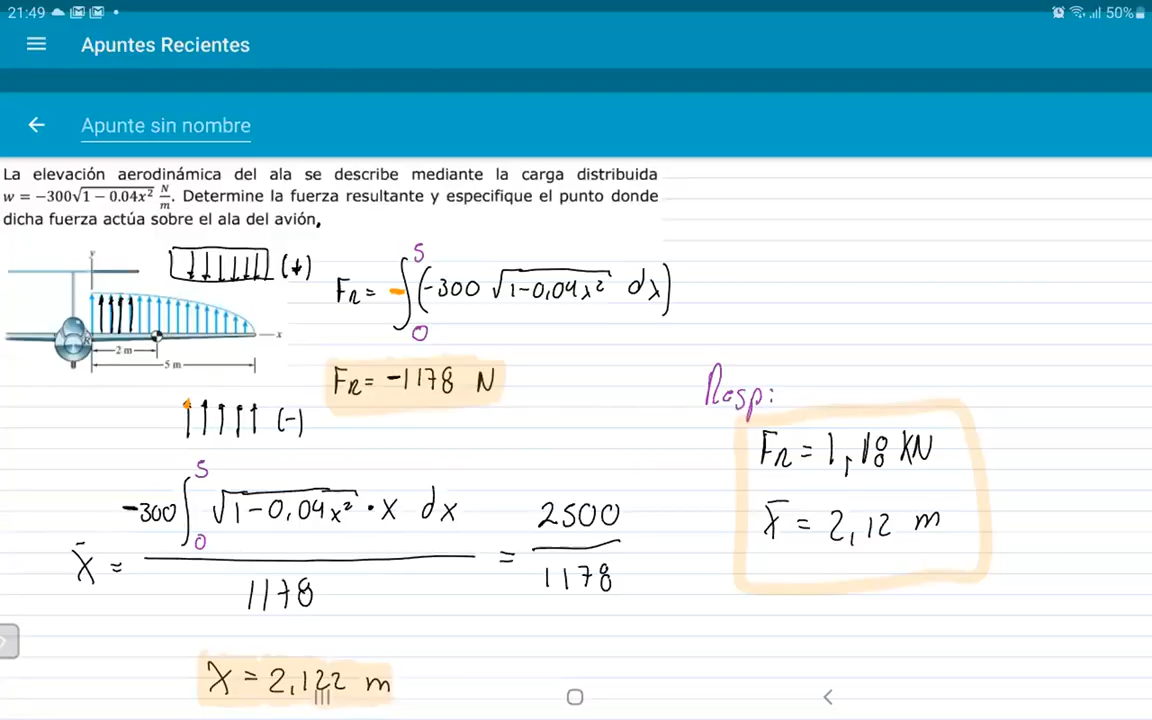 21:49
50%
Apuntes Recientes
Apunte sin nombre
La elevación aerodinámica del ala se describe mediante la carga distribuida
w = −300√1 − 0.04x² N/m. Determine la fuerza resultante y especifique el punto donde
dicha fuerza actúa sobre el ala del avión,
(+)
F_R = -∫₀⁵ (-300 √1-0,04x² dx)
y
x
2 m
5 m
F_R = -1178 N
(-)
Resp:
F_R = 1,18 kN
x̄ = 2,12 m
x̄ = -300 ∫₀⁵ √1-0,04x² · x dx / 1178 = 2500 / 1178
x = 2,122 m